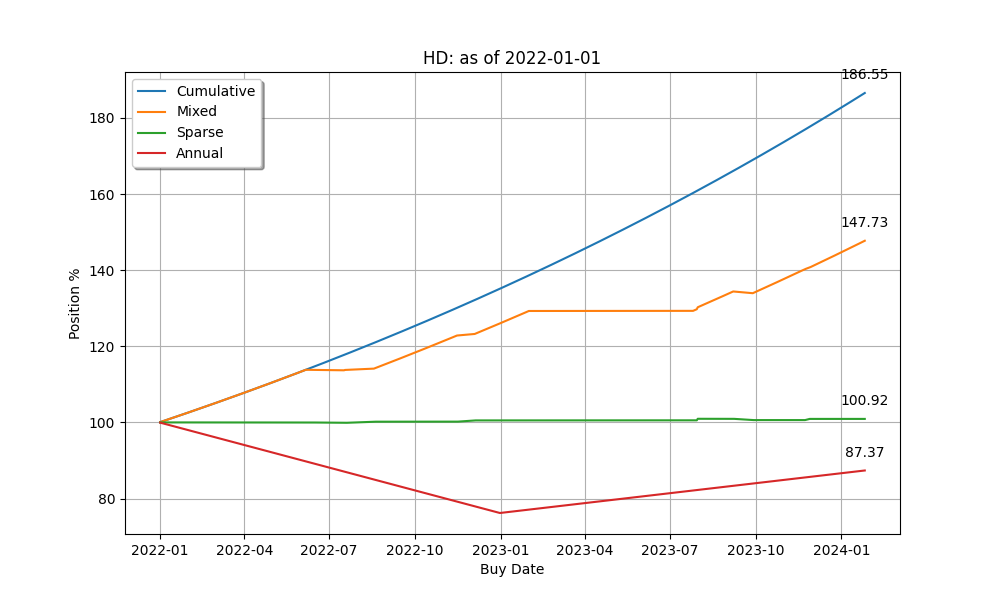 HD: as of 2022-01-01
Cumulative
Mixed
Sparse
Annual
186.55
147.73
100.92
87.37
180
160
140
120
100
80
Position %
2022-01 2022-04 2022-07 2022-10 2023-01 2023-04 2023-07 2023-10 2024-01
Buy Date